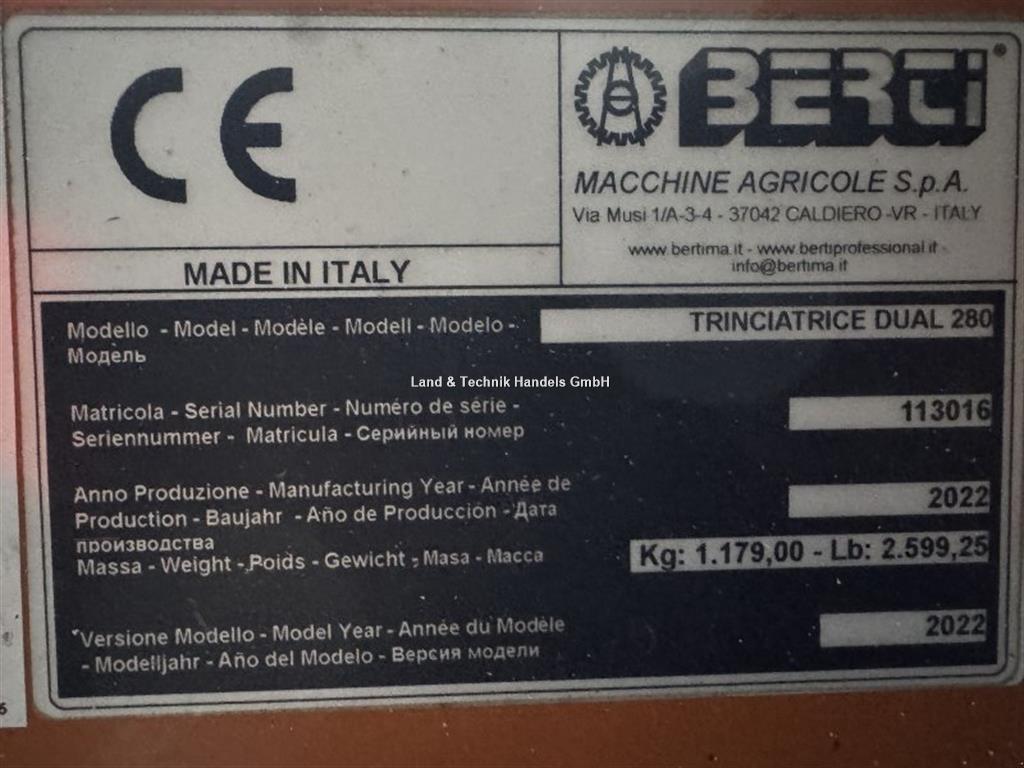 CE
BERTI®
MACCHINE AGRICOLE S.p.A.
Via Musi 1/A-3-4 - 37042 CALDIERO -VR - ITALY
www.bertima.it - www.bertiprofessional.it -
info@bertima.it
MADE IN ITALY
Modello - Model - Modèle - Modell - Modelo -
Модель
TRINCIATRICE DUAL 280
Land & Technik Handels GmbH
Matricola - Serial Number - Numéro de série -
Seriennummer - Matricula - Серийный номер
113016
Anno Produzione - Manufacturing Year - Année de
Production - Baujahr - Año de Producción - Дата
производства
2022
Massa - Weight - Poids - Gewicht - Masa - Масса
Kg: 1.179,00 - Lb: 2.599,25
Versione Modello - Model Year - Année du Modèle
- Modelljahr - Año del Modelo - Версия модели
2022
6